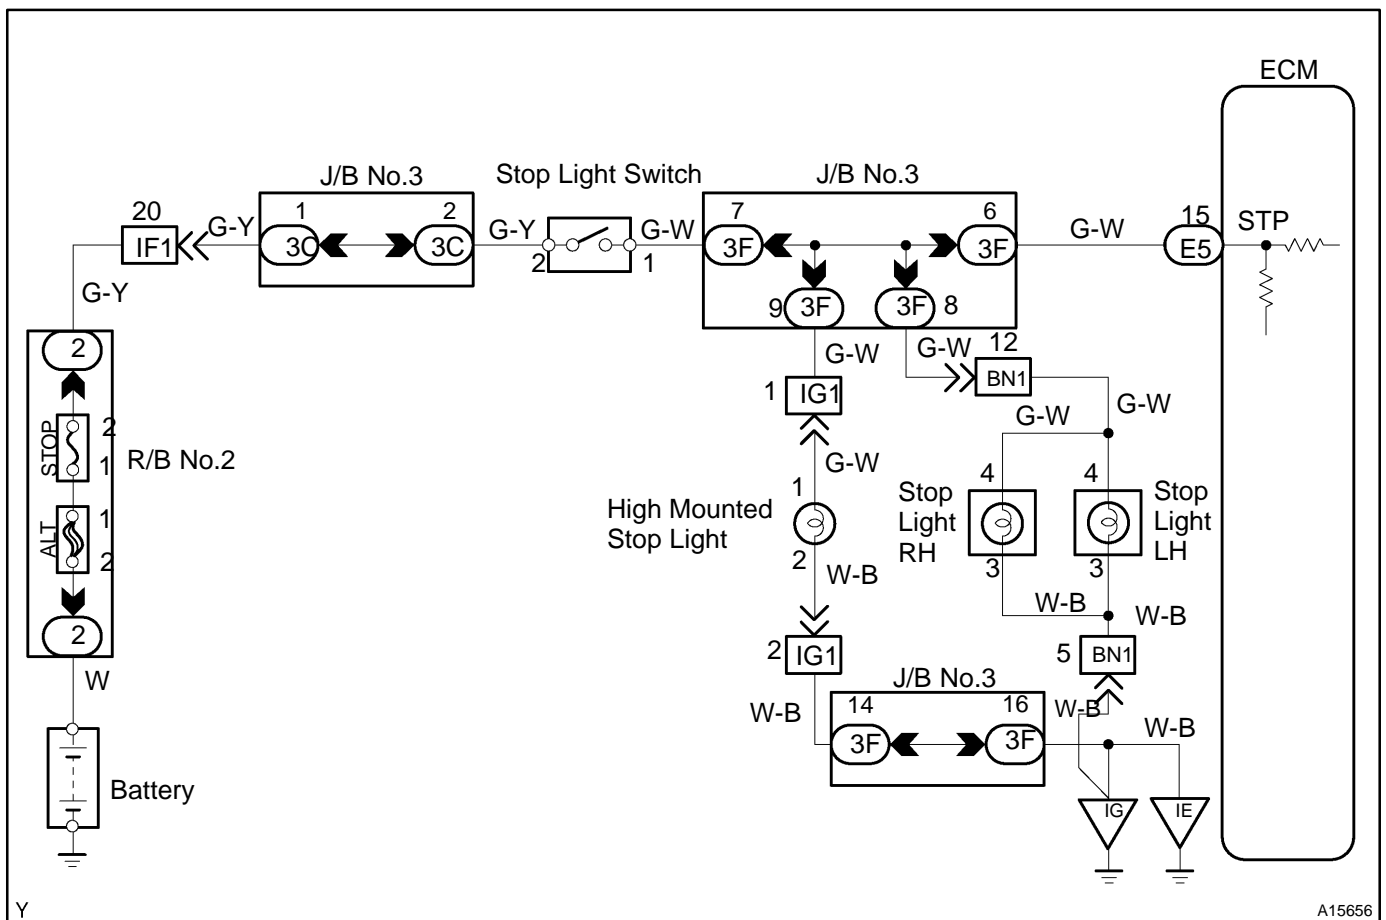 ECM
J/B No.3
Stop Light Switch
J/B No.3
20
IF1
G-Y
1
3C
2
3C
G-Y
2
1
G-W
7
3F
6
3F
G-W
15
E5
STP
9
3F
3F
8
G-Y
G-W
G-W
12
BN1
1
IG1
G-W
G-W
2
STOP
2
1
R/B No.2
ALT
1
2
2
G-W
1
High Mounted
Stop Light
2
4
Stop
Light
RH
3
4
Stop
Light
LH
3
W-B
W-B
W-B
2
IG1
5
BN1
W
J/B No.3
W-B
14
3F
16
3F
W-B
W-B
Battery
IG
IE
Y
A15656